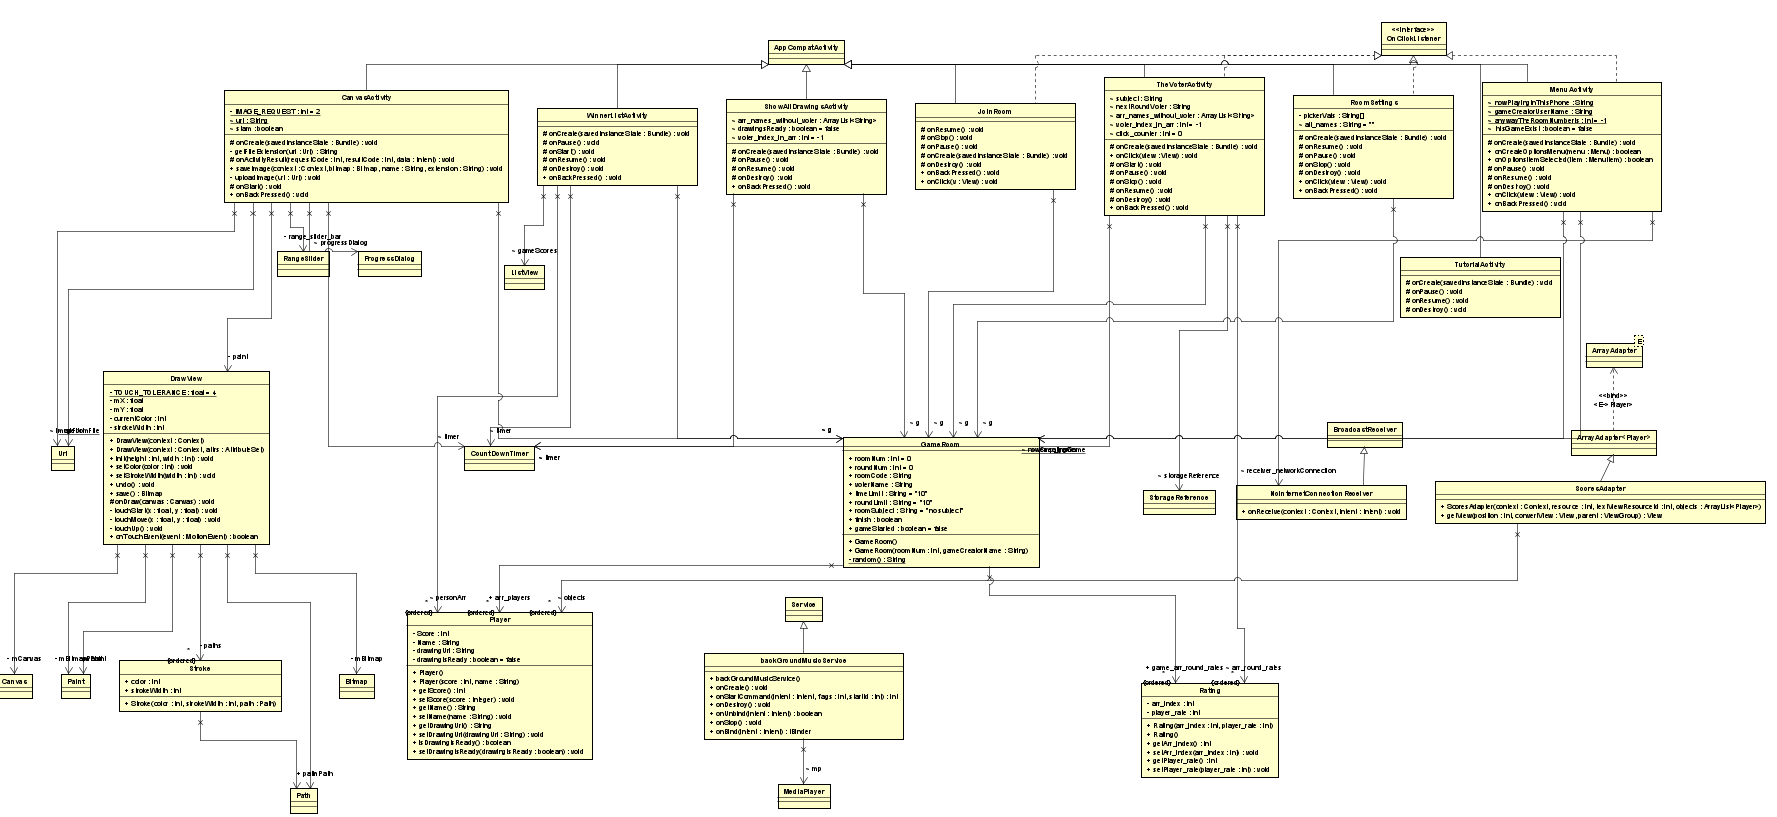 <<interface>>
OnClickListener
AppCompatActivity
CanvasActivity
- IMAGE_REQUEST : int = 2
~ url : String
~ slam : boolean
# onCreate(savedInstanceState : Bundle) : void
- getFileExtension(uri : Uri) : String
# onActivityResult(requestCode : int, resultCode : int, data : Intent) : void
+ saveImage(context : Context, bitmap : Bitmap, name : String, extension : String) : void
- uploadImage(uri : Uri) : void
# onStart() : void
+ onBackPressed() : void
WinnerListActivity
# onCreate(savedInstanceState : Bundle) : void
# onPause() : void
# onStart() : void
# onResume() : void
# onDestroy() : void
+ onBackPressed() : void
ShowAllDrawingsActivity
~ arr_names_without_voter : ArrayList<String>
~ drawingsReady : boolean = false
~ voter_index_in_arr : int = -1
# onCreate(savedInstanceState : Bundle) : void
# onPause() : void
# onResume() : void
# onDestroy() : void
+ onBackPressed() : void
JoinRoom
# onResume() : void
# onStop() : void
# onPause() : void
# onCreate(savedInstanceState : Bundle) : void
# onDestroy() : void
+ onBackPressed() : void
+ onClick(v : View) : void
TheVoterActivity
~ subject : String
~ nextRoundVoter : String
~ arr_names_without_voter : ArrayList<String>
~ voter_index_in_arr : int = -1
~ click_counter : int = 0
# onCreate(savedInstanceState : Bundle) : void
+ onClick(view : View) : void
# onStart() : void
# onPause() : void
# onStop() : void
# onResume() : void
# onDestroy() : void
+ onBackPressed() : void
RoomSettings
- pickerVals : String[]
~ all_names : String = ""
# onCreate(savedInstanceState : Bundle) : void
# onResume() : void
# onPause() : void
# onStop() : void
# onDestroy() : void
+ onClick(view : View) : void
+ onBackPressed() : void
MenuActivity
~ nowPlayingInThisPhone : String
~ gameCreatorUserName : String
~ anywayTheRoomNumberIs : int = -1
~ thisGameExist : boolean = false
# onCreate(savedInstanceState : Bundle) : void
+ onCreateOptionsMenu(menu : Menu) : boolean
+ onOptionsItemSelected(item : MenuItem) : boolean
# onPause() : void
# onResume() : void
# onDestroy() : void
+ onClick(view : View) : void
+ onBackPressed() : void
- range_slider_bar
~ progressDialog
RangeSlider
ProgressDialog
~ gameScores
ListView
TutorialActivity
# onCreate(savedInstanceState : Bundle) : void
# onPause() : void
# onResume() : void
# onDestroy() : void
ArrayAdapter
E
<<bind>>
<E-> Player>
ArrayAdapter<Player>
- paint
DrawView
- TOUCH_TOLERANCE : float = 4
- mX : float
- mY : float
- currentColor : int
- strokeWidth : int
+ DrawView(context : Context)
+ DrawView(context : Context, attrs : AttributeSet)
+ init(height : int, width : int) : void
+ setColor(color : int) : void
+ setStrokeWidth(width : int) : void
+ undo() : void
+ save() : Bitmap
# onDraw(canvas : Canvas) : void
- touchStart(x : float, y : float) : void
- touchMove(x : float, y : float) : void
- touchUp() : void
+ onTouchEvent(event : MotionEvent) : boolean
Uri
~ timer
~ timer
~ timer
CountDownTimer
~ g
~ g
~ g
~ g
~ g
GameRoom
+ roomNum : int = 0
+ roundNum : int = 0
+ roomCode : String
+ voterName : String
+ timeLimit : String = "10"
+ roundLimit : String = "10"
+ roomSubject : String = "no subject"
+ finish : boolean
+ gameStarted : boolean = false
+ GameRoom()
+ GameRoom(roomNum : int, gameCreatorName : String)
- random() : String
~ storageReference
StorageReference
BroadcastReceiver
~ receiver_networkConnection
NoInternetConnectionReceiver
+ onReceive(context : Context, intent : Intent) : void
ScoresAdapter
+ ScoresAdapter(context : Context, resource : int, textViewResourceId : int, objects : ArrayList<Player>)
+ getView(position : int, convertView : View, parent : ViewGroup) : View
- mCanvas
Canvas
Paint
* - paths
{ordered}
Stroke
+ color : int
+ strokeWidth : int
+ Stroke(color : int, strokeWidth : int, path : Path)
- mBitmap
Bitmap
Path
* ~ personArr
{ordered}
* + arr_players
{ordered}
* ~ objects
{ordered}
Player
- Score : int
- Name : String
- drawingUrl : String
- drawingIsReady : boolean = false
+ Player()
+ Player(score : int, name : String)
+ getScore() : int
+ setScore(score : Integer) : void
+ getName() : String
+ setName(name : String) : void
+ getDrawingUrl() : String
+ setDrawingUrl(drawingUrl : String) : void
+ isDrawingIsReady() : boolean
+ setDrawingIsReady(drawingIsReady : boolean) : void
Service
backGroundMusicService
+ backGroundMusicService()
+ onCreate() : void
+ onStartCommand(intent : Intent, flags : int, startId : int) : int
+ onDestroy() : void
+ onUnbind(intent : Intent) : boolean
+ onStop() : void
+ onBind(intent : Intent) : IBinder
~ mp
MediaPlayer
+ game_arr_round_rates
~ arr_round_rates
{ordered}
{ordered}
Rating
- arr_index : int
- player_rate : int
+ Rating(arr_index : int, player_rate : int)
+ Rating()
+ getArr_index() : int
+ setArr_index(arr_index : int) : void
+ getPlayer_rate() : int
+ setPlayer_rate(player_rate : int) : void